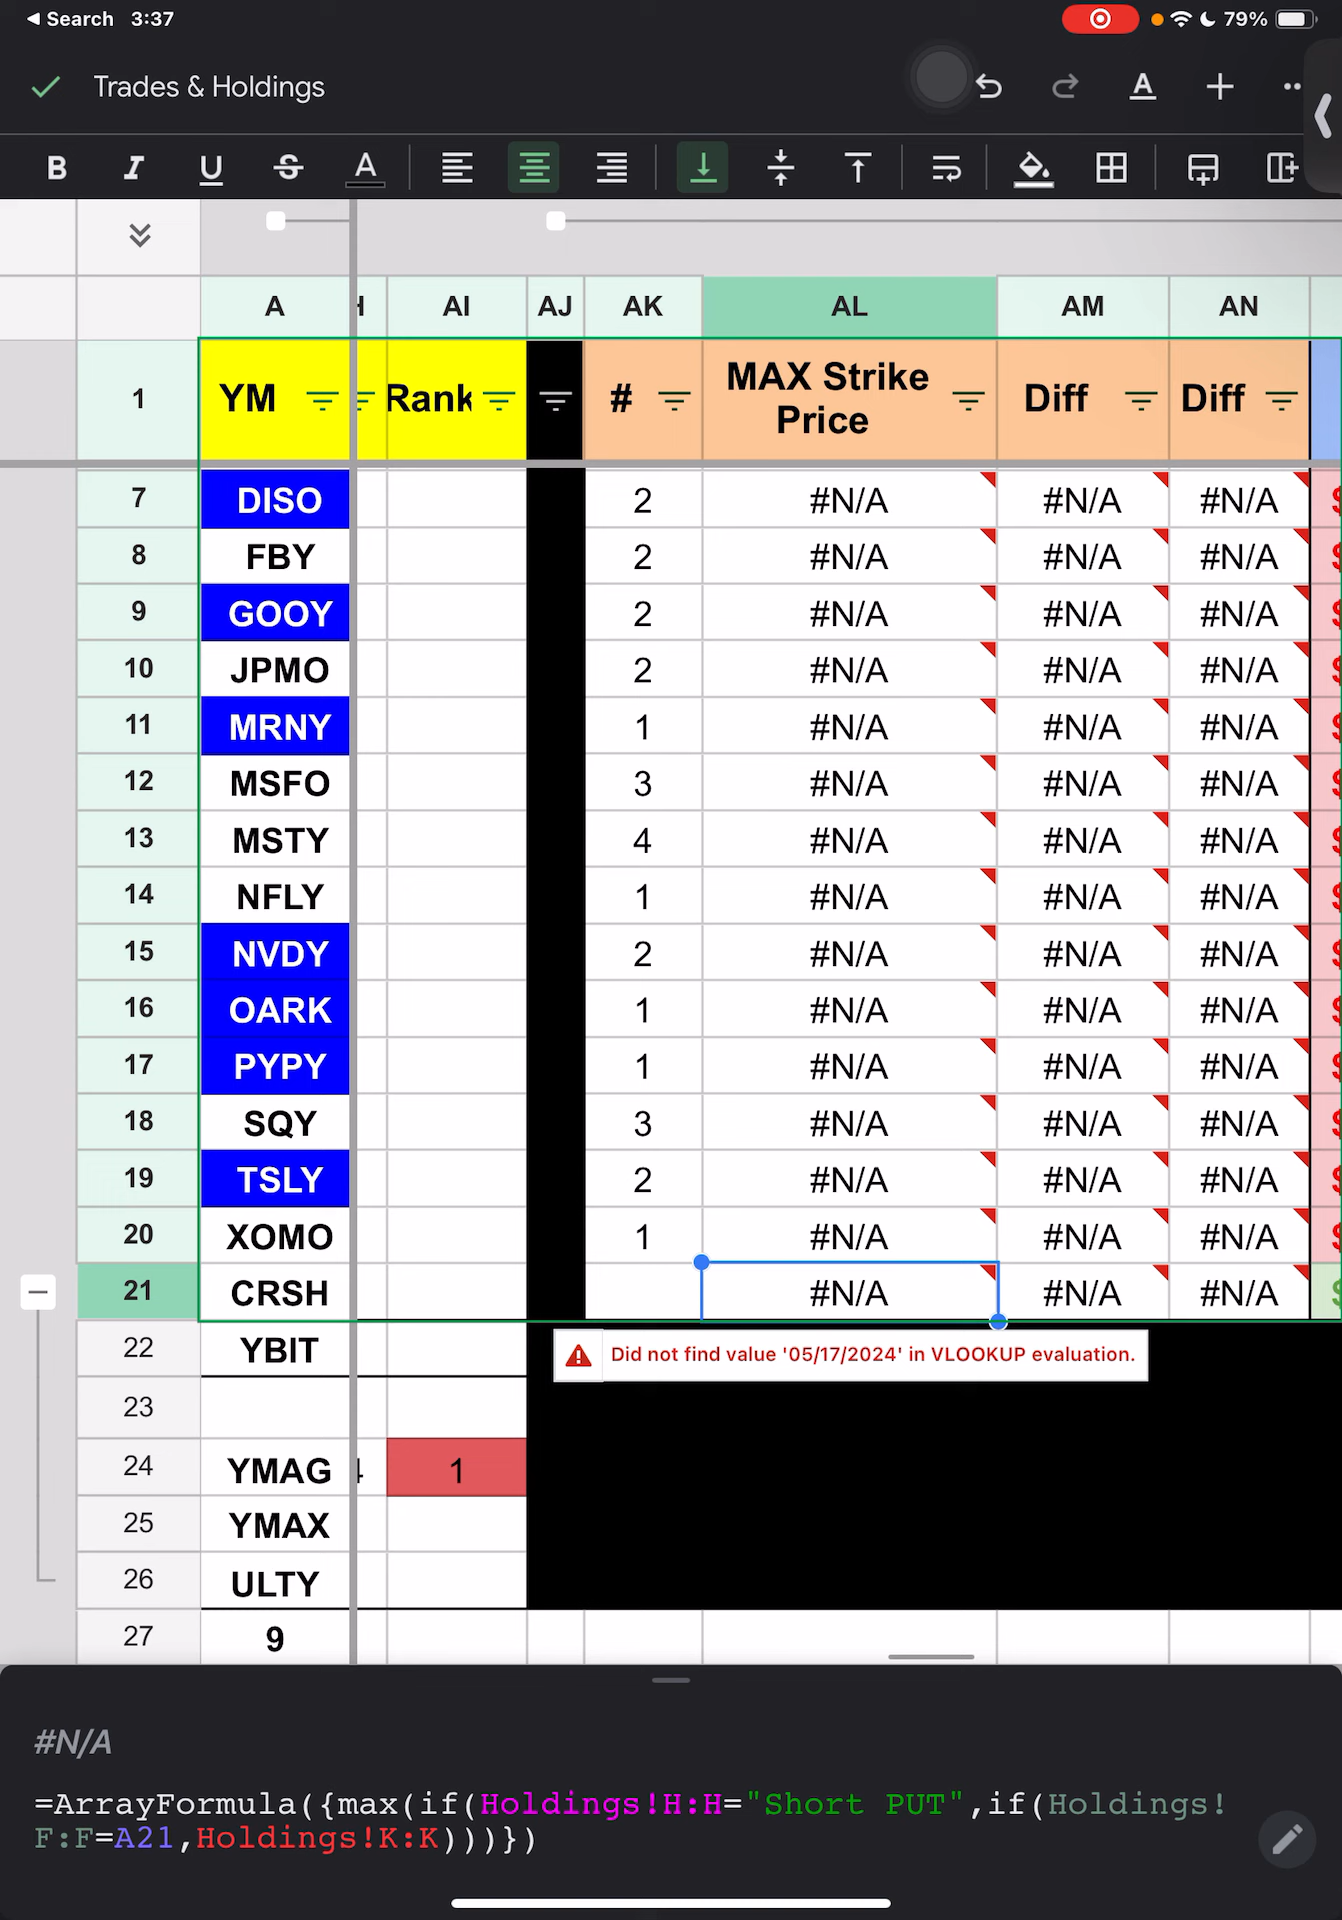 Search 3:37 79%
Trades & Holdings
B I U S A
A AI AJ AK AL AM AN
1 YM Rank # MAX Strike Price Diff Diff
7 DISO 2 #N/A #N/A #N/A
8 FBY 2 #N/A #N/A #N/A
9 GOOY 2 #N/A #N/A #N/A
10 JPMO 2 #N/A #N/A #N/A
11 MRNY 1 #N/A #N/A #N/A
12 MSFO 3 #N/A #N/A #N/A
13 MSTY 4 #N/A #N/A #N/A
14 NFLY 1 #N/A #N/A #N/A
15 NVDY 2 #N/A #N/A #N/A
16 OARK 1 #N/A #N/A #N/A
17 PYPY 1 #N/A #N/A #N/A
18 SQY 3 #N/A #N/A #N/A
19 TSLY 2 #N/A #N/A #N/A
20 XOMO 1 #N/A #N/A #N/A
21 CRSH #N/A #N/A #N/A
22 YBIT
Did not find value '05/17/2024' in VLOOKUP evaluation.
23
24 YMAG 1
25 YMAX
26 ULTY
27 9
#N/A
=ArrayFormula({max(if(Holdings!H:H="Short PUT",if(Holdings!
F:F=A21,Holdings!K:K)))})